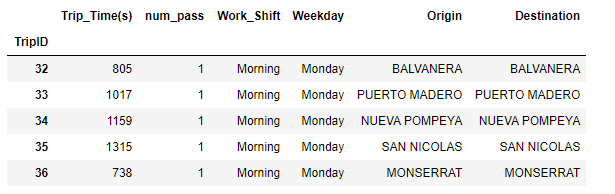 Trip_Time(s) num_pass Work_Shift Weekday Origin Destination
TripID
32 805 1 Morning Monday BALVANERA BALVANERA
33 1017 1 Morning Monday PUERTO MADERO PUERTO MADERO
34 1159 1 Morning Monday NUEVA POMPEYA NUEVA POMPEYA
35 1315 1 Morning Monday SAN NICOLAS SAN NICOLAS
36 738 1 Morning Monday MONSERRAT MONSERRAT